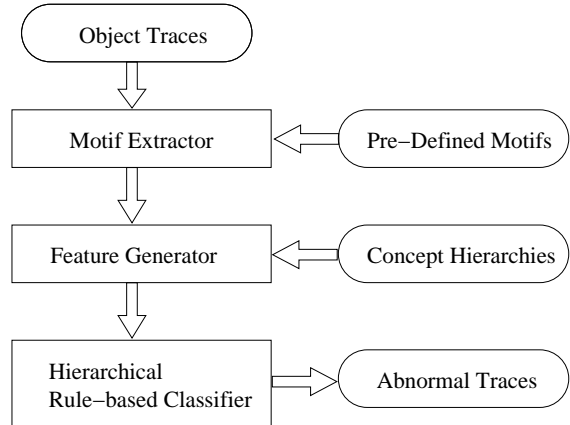 Object Traces
Motif Extractor
Pre−Defined Motifs
Feature Generator
Concept Hierarchies
Hierarchical
Rule−based Classifier
Abnormal Traces